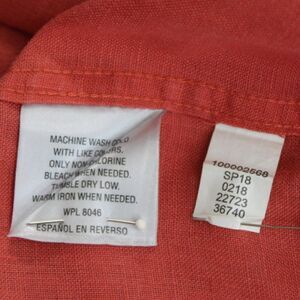 MACHINE WASH COLD
WITH LIKE COLORS,
ONLY NON-CHLORINE
BLEACH WHEN NEEDED.
TUMBLE DRY LOW.
WARM IRON WHEN NEEDED.
WPL 8046
ESPAÑOL EN REVERSO
100002568
SP18
0218
22723
36740